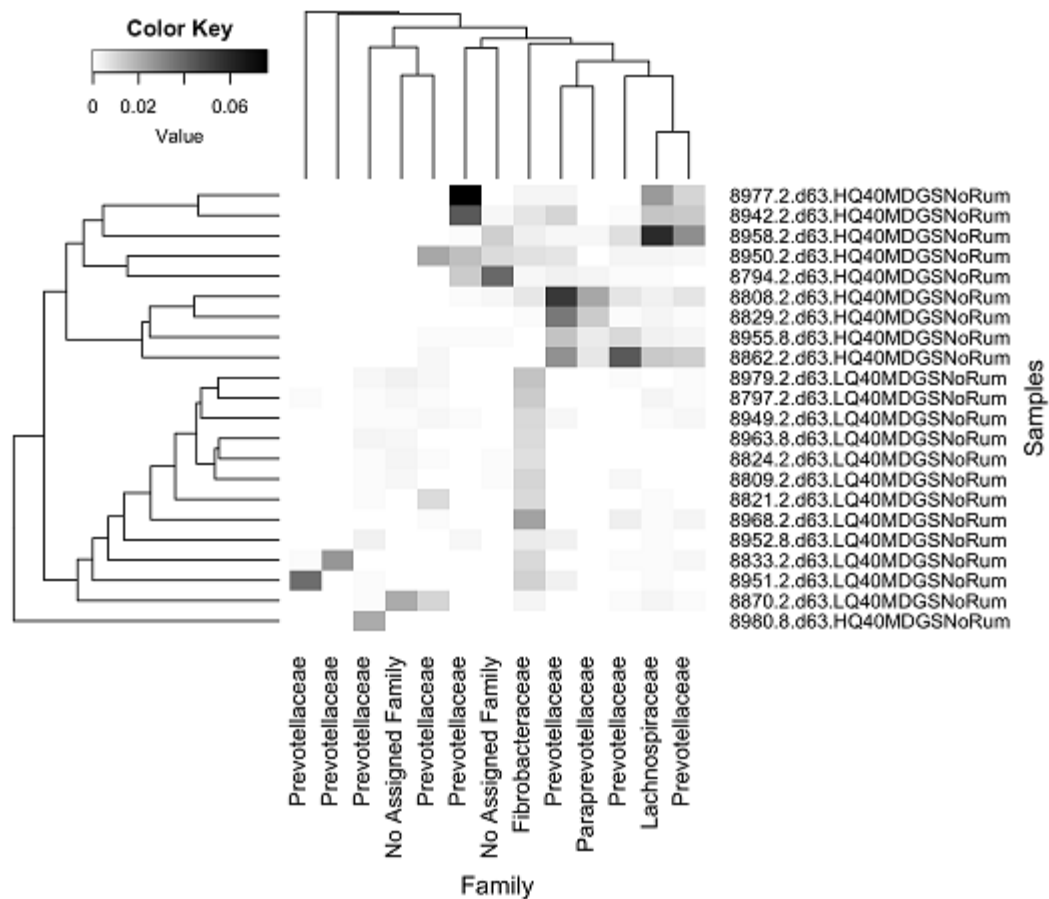 Color Key
0 0.02 0.06
Value
8977.2.d63.HQ40MDGSNoRum
8942.2.d63.HQ40MDGSNoRum
8958.2.d63.HQ40MDGSNoRum
8950.2.d63.HQ40MDGSNoRum
8794.2.d63.HQ40MDGSNoRum
8808.2.d63.HQ40MDGSNoRum
8829.2.d63.HQ40MDGSNoRum
8955.8.d63.HQ40MDGSNoRum
8862.2.d63.HQ40MDGSNoRum
8979.2.d63.LQ40MDGSNoRum
8797.2.d63.LQ40MDGSNoRum
8949.2.d63.LQ40MDGSNoRum
8963.8.d63.LQ40MDGSNoRum
8824.2.d63.LQ40MDGSNoRum
8809.2.d63.LQ40MDGSNoRum
8821.2.d63.LQ40MDGSNoRum
8968.2.d63.LQ40MDGSNoRum
8952.8.d63.LQ40MDGSNoRum
8833.2.d63.LQ40MDGSNoRum
8951.2.d63.LQ40MDGSNoRum
8870.2.d63.LQ40MDGSNoRum
8980.8.d63.HQ40MDGSNoRum
Samples
Prevotellaceae
Prevotellaceae
Prevotellaceae
No Assigned Family
Prevotellaceae
Prevotellaceae
No Assigned Family
Fibrobacteraceae
Prevotellaceae
Paraprevotellaceae
Prevotellaceae
Lachnospiraceae
Prevotellaceae
Family